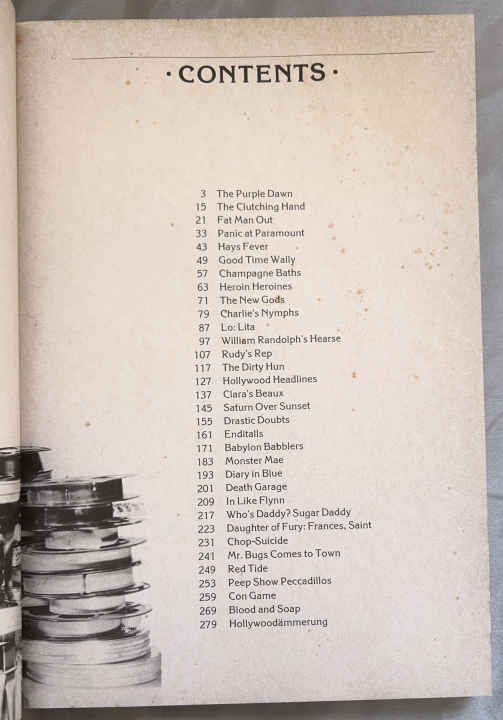 · CONTENTS ·
3 The Purple Dawn
15 The Clutching Hand
21 Fat Man Out
33 Panic at Paramount
43 Hays Fever
49 Good Time Wally
57 Champagne Baths
63 Heroin Heroines
71 The New Gods
79 Charlie's Nymphs
87 Lo: Lita
97 William Randolph's Hearse
107 Rudy's Rep
117 The Dirty Hun
127 Hollywood Headlines
137 Clara's Beaux
145 Saturn Over Sunset
155 Drastic Doubts
161 Enditalls
171 Babylon Babblers
183 Monster Mae
193 Diary in Blue
201 Death Garage
209 In Like Flynn
217 Who's Daddy? Sugar Daddy
223 Daughter of Fury: Frances, Saint
231 Chop-Suicide
241 Mr. Bugs Comes to Town
249 Red Tide
253 Peep Show Peccadillos
259 Con Game
269 Blood and Soap
279 Hollywoodämmerung